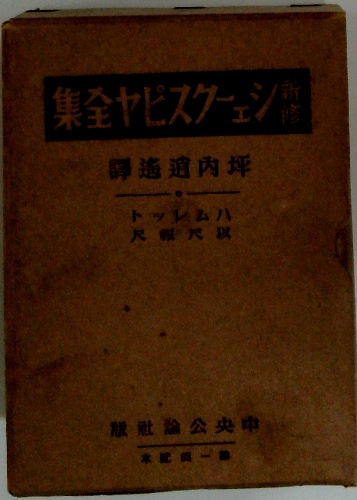 新修シェークスピヤ全集
坪内逍遙譯
ハムレット
以尺報尺
中央公論社版
第一回配本